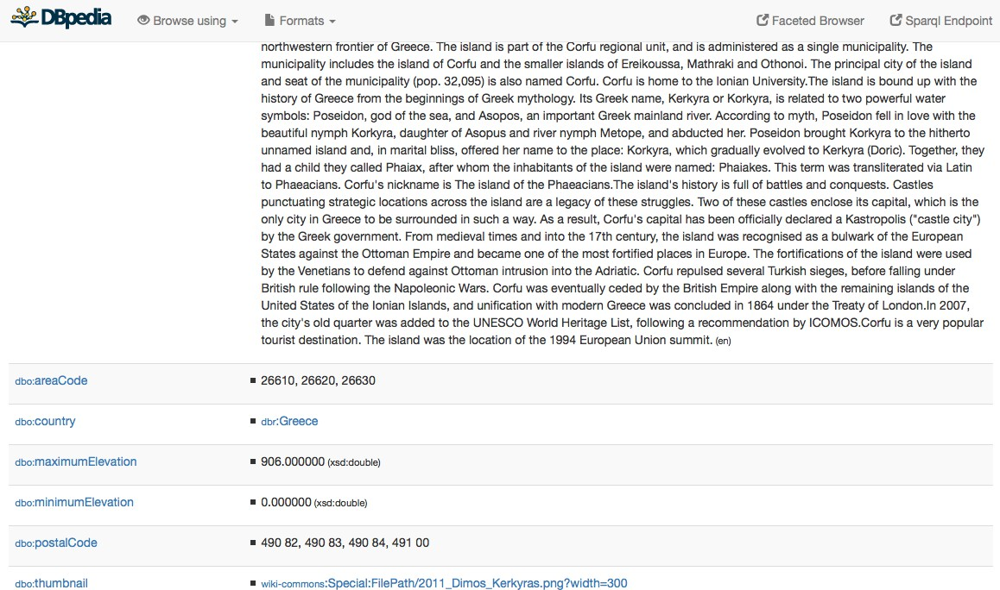 DBpedia Browse using Formats Faceted Browser Sparql Endpoint
northwestern frontier of Greece. The island is part of the Corfu regional unit, and is administered as a single municipality. The
municipality includes the island of Corfu and the smaller islands of Ereikoussa, Mathraki and Othonoi. The principal city of the island
and seat of the municipality (pop. 32,095) is also named Corfu. Corfu is home to the Ionian University.The island is bound up with the
history of Greece from the beginnings of Greek mythology. Its Greek name, Kerkyra or Korkyra, is related to two powerful water
symbols: Poseidon, god of the sea, and Asopos, an important Greek mainland river. According to myth, Poseidon fell in love with the
beautiful nymph Korkyra, daughter of Asopus and river nymph Metope, and abducted her. Poseidon brought Korkyra to the hitherto
unnamed island and, in marital bliss, offered her name to the place: Korkyra, which gradually evolved to Kerkyra (Doric). Together, they
had a child they called Phaiax, after whom the inhabitants of the island were named: Phaiakes. This term was transliterated via Latin
to Phaeacians. Corfu's nickname is The island of the Phaeacians.The island's history is full of battles and conquests. Castles
punctuating strategic locations across the island are a legacy of these struggles. Two of these castles enclose its capital, which is the
only city in Greece to be surrounded in such a way. As a result, Corfu's capital has been officially declared a Kastropolis ("castle city")
by the Greek government. From medieval times and into the 17th century, the island was recognised as a bulwark of the European
States against the Ottoman Empire and became one of the most fortified places in Europe. The fortifications of the island were used
by the Venetians to defend against Ottoman intrusion into the Adriatic. Corfu repulsed several Turkish sieges, before falling under
British rule following the Napoleonic Wars. Corfu was eventually ceded by the British Empire along with the remaining islands of the
United States of the Ionian Islands, and unification with modern Greece was concluded in 1864 under the Treaty of London.In 2007,
the city's old quarter was added to the UNESCO World Heritage List, following a recommendation by ICOMOS.Corfu is a very popular
tourist destination. The island was the location of the 1994 European Union summit. (en)
dbo:areaCode 26610, 26620, 26630
dbo:country dbr:Greece
dbo:maximumElevation 906.000000 (xsd:double)
dbo:minimumElevation 0.000000 (xsd:double)
dbo:postalCode 490 82, 490 83, 490 84, 491 00
dbo:thumbnail wiki-commons:Special:FilePath/2011_Dimos_Kerkyras.png?width=300